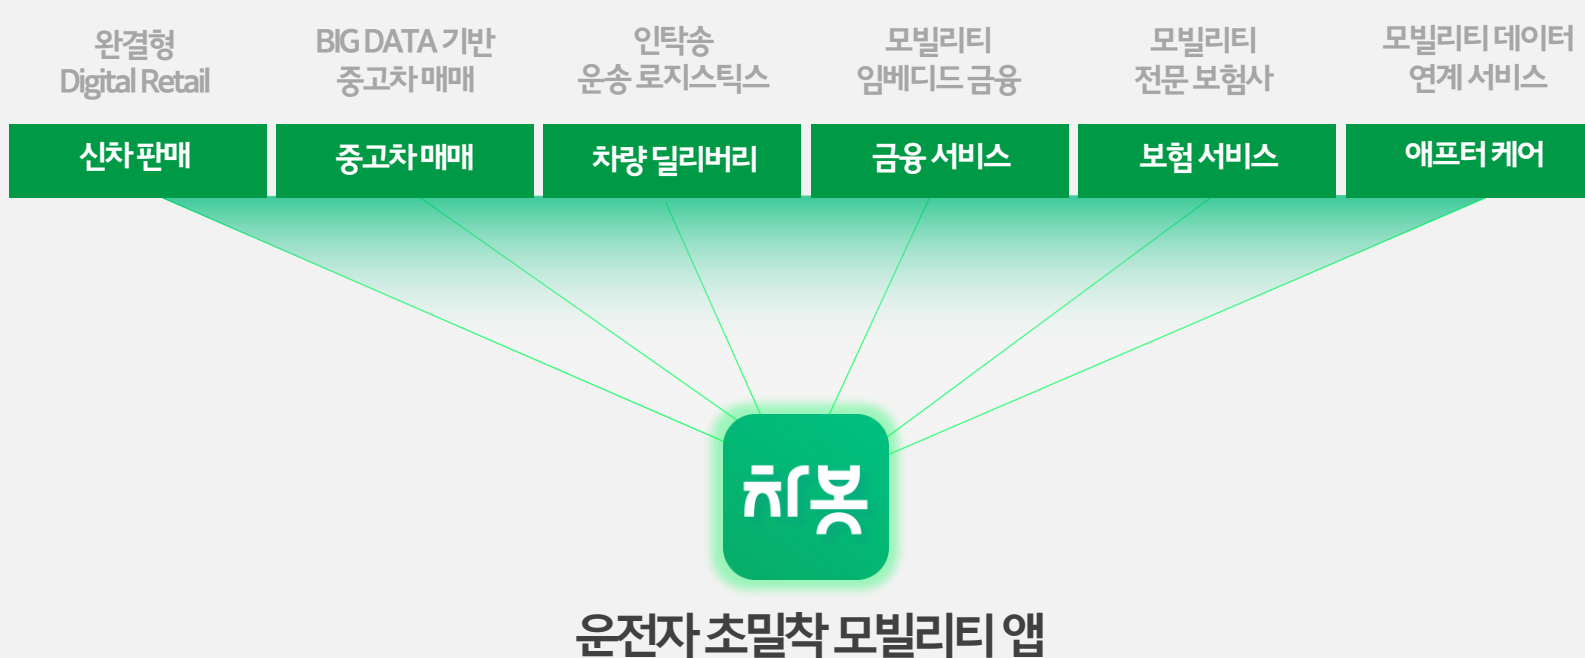 완결형
Digital Retail
BIG DATA 기반
중고차 매매
인탁송
운송 로지스틱스
모빌리티
임베디드 금융
모빌리티
전문 보험사
모빌리티 데이터
연계 서비스
신차 판매
중고차 매매
차량 딜리버리
금융 서비스
보험 서비스
애프터 케어
차봇
운전자 초밀착 모빌리티 앱